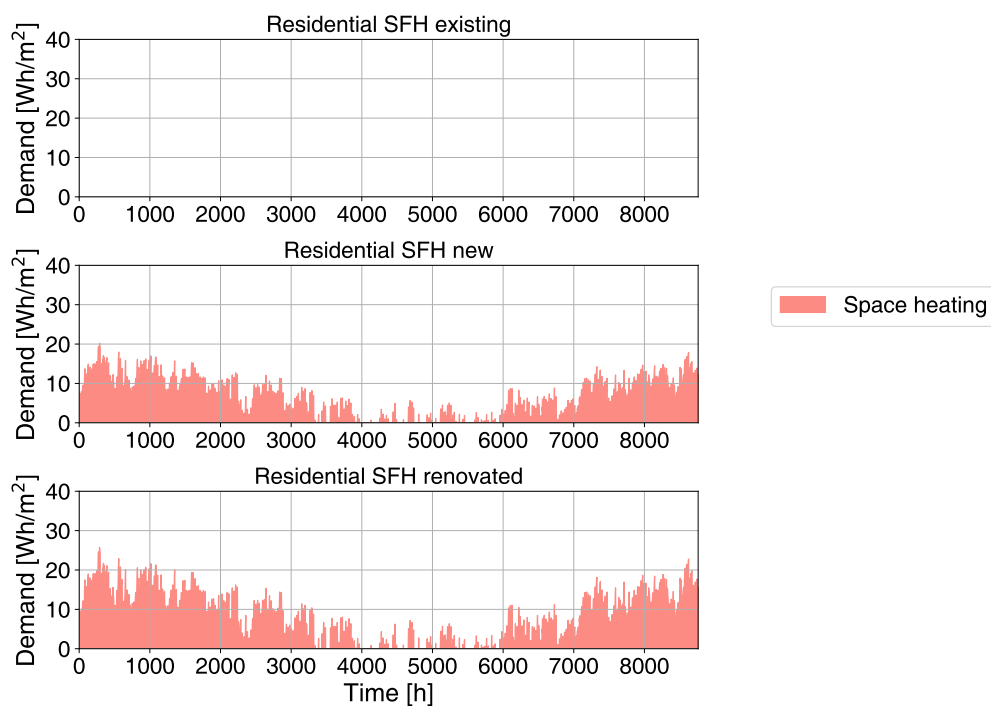 Residential SFH existing
Demand [Wh/m²]
40
30
20
10
0
0 1000 2000 3000 4000 5000 6000 7000 8000
Residential SFH new
Demand [Wh/m²]
40
30
20
10
0
0 1000 2000 3000 4000 5000 6000 7000 8000
Space heating
Residential SFH renovated
Demand [Wh/m²]
40
30
20
10
0
0 1000 2000 3000 4000 5000 6000 7000 8000
Time [h]